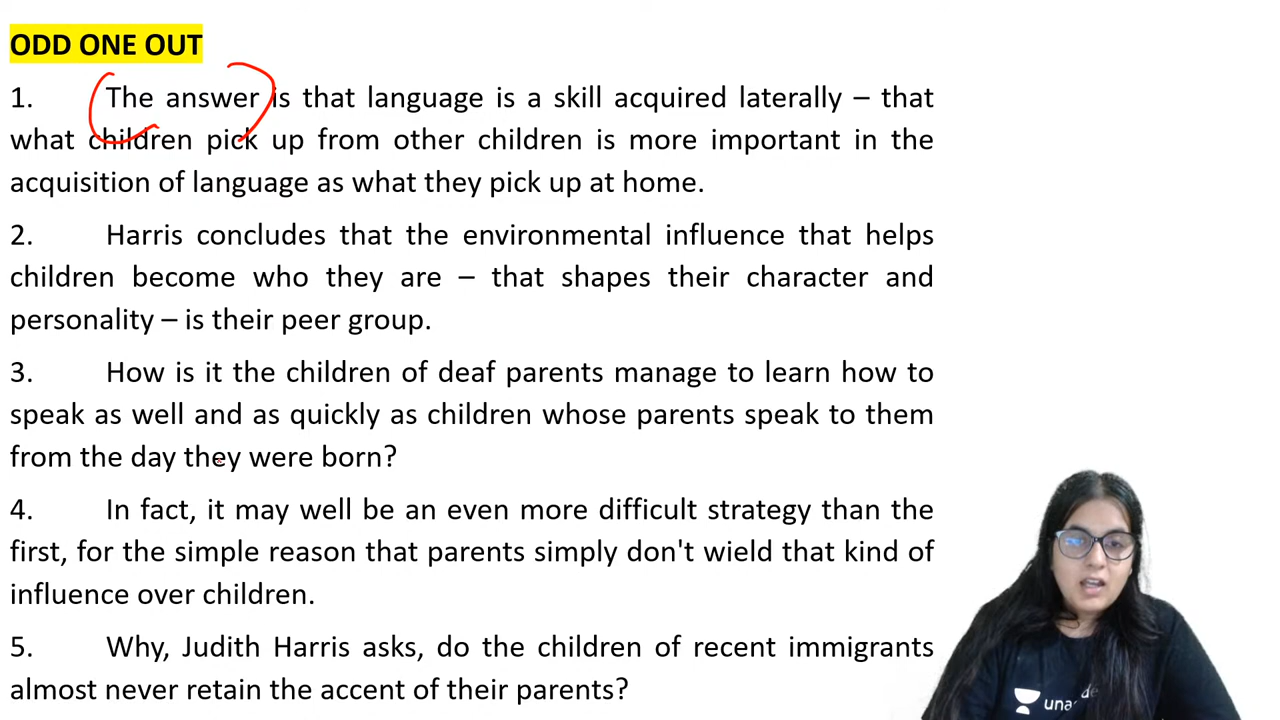 ODD ONE OUT
1. The answer is that language is a skill acquired laterally – that
what children pick up from other children is more important in the
acquisition of language as what they pick up at home.
2. Harris concludes that the environmental influence that helps
children become who they are – that shapes their character and
personality – is their peer group.
3. How is it the children of deaf parents manage to learn how to
speak as well and as quickly as children whose parents speak to them
from the day they were born?
4. In fact, it may well be an even more difficult strategy than the
first, for the simple reason that parents simply don't wield that kind of
influence over children.
5. Why, Judith Harris asks, do the children of recent immigrants
almost never retain the accent of their parents?